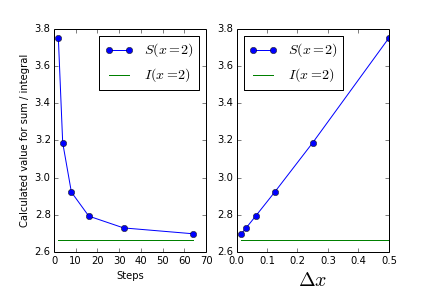 3.8
3.6
3.4
3.2
3.0
2.8
2.6
0 10 20 30 40 50 60 70
Steps
Calculated value for sum / integral
S(x=2)
I(x=2)
3.8
3.6
3.4
3.2
3.0
2.8
2.6
0.0 0.1 0.2 0.3 0.4 0.5
Δx
S(x=2)
I(x=2)